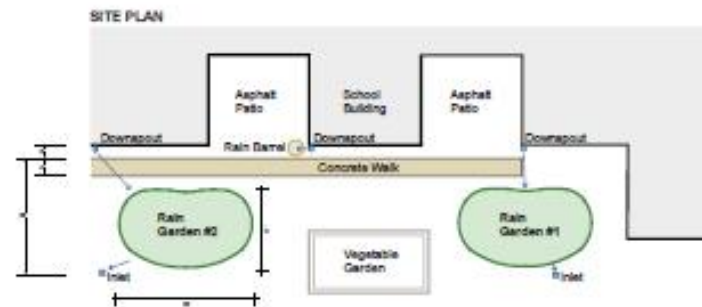 SITE PLAN
Asphalt
Patio
School
Building
Asphalt
Patio
Downspout
Rain Barrel
Downspout
Downspout
Concrete Walk
Rain
Garden #2
Rain
Garden #1
Vegetable
Garden
Inlet
Inlet